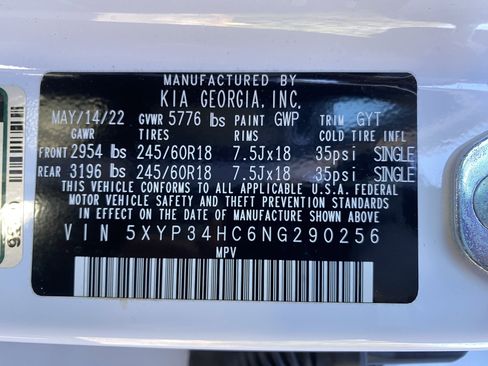 MANUFACTURED BY
KIA GEORGIA, INC.
MAY/14/22 GVWR 5776 lbs PAINT GWP TRIM GYT
GAWR TIRES RIMS COLD TIRE INFL
FRONT 2954 lbs 245/60R18 7.5Jx18 35psi SINGLE
REAR 3196 lbs 245/60R18 7.5Jx18 35psi SINGLE
THIS VEHICLE CONFORMS TO ALL APPLICABLE U.S.A. FEDERAL
MOTOR VEHICLE SAFETY AND THEFT PREVENTION STANDARDS
IN EFFECT ON THE DATE OF MANUFACTURE SHOWN ABOVE.
VIN 5XYP34HC6NG290256
MPV